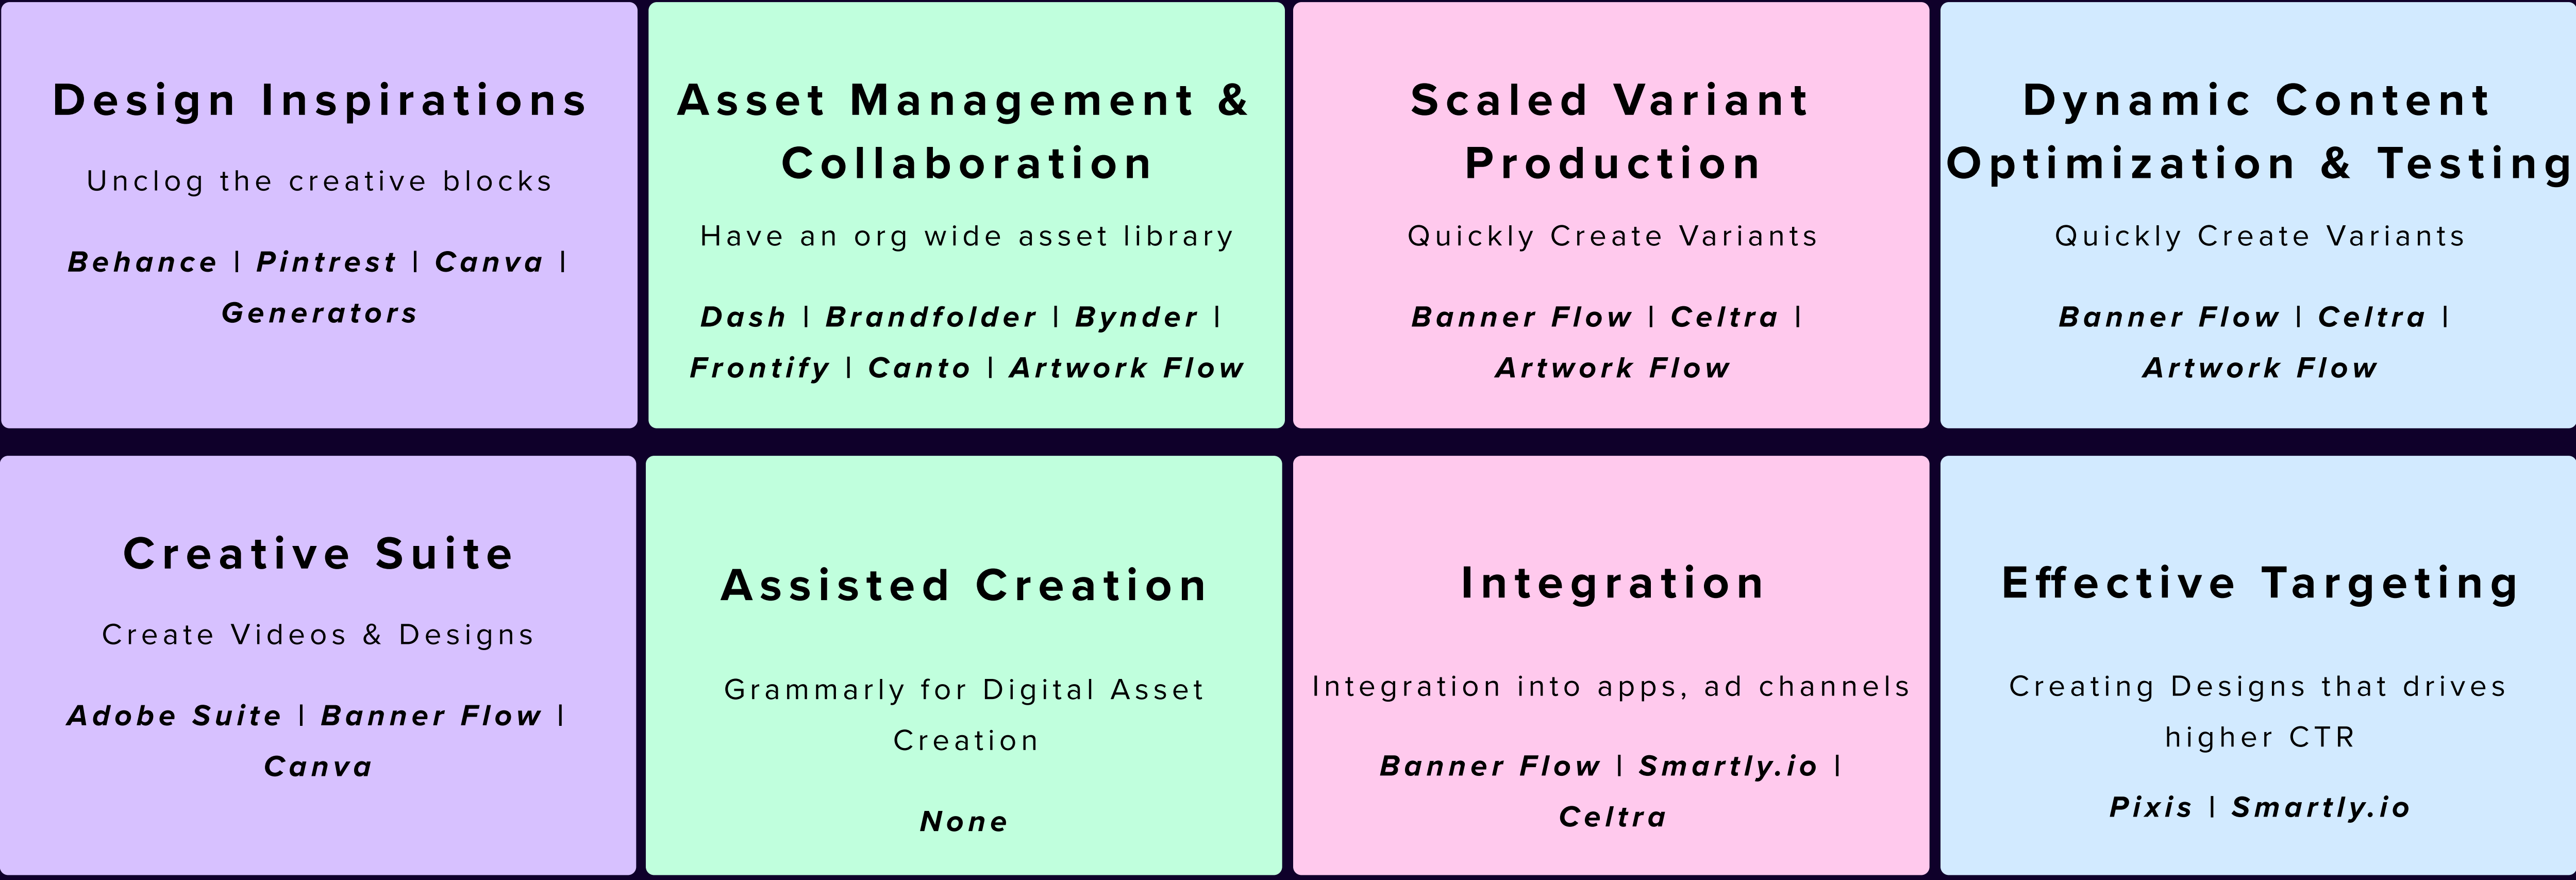 Design Inspirations
Unclog the creative blocks
Behance | Pintrest | Canva |
Generators
Asset Management &
Collaboration
Have an org wide asset library
Dash | Brandfolder | Bynder |
Frontify | Canto | Artwork Flow
Scaled Variant
Production
Quickly Create Variants
Banner Flow | Celtra |
Artwork Flow
Dynamic Content
Optimization & Testing
Quickly Create Variants
Banner Flow | Celtra |
Artwork Flow
Creative Suite
Create Videos & Designs
Adobe Suite | Banner Flow |
Canva
Assisted Creation
Grammarly for Digital Asset
Creation
None
Integration
Integration into apps, ad channels
Banner Flow | Smartly.io |
Celtra
Effective Targeting
Creating Designs that drives
higher CTR
Pixis | Smartly.io